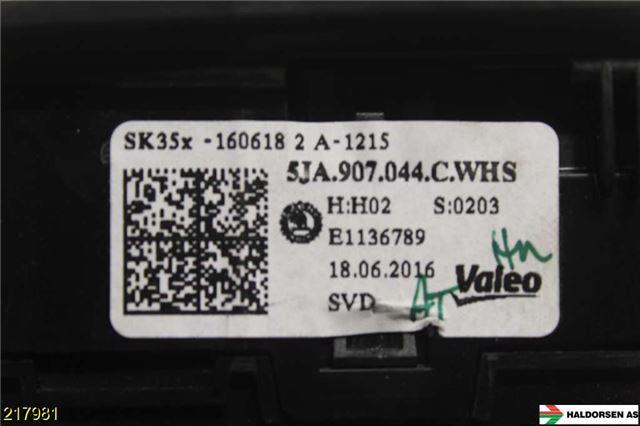 SK35x -160618 2 A-1215
5JA.907.044.C.WHS
H:H02 S:0203
E1136789
18.06.2016
SVD
Valeo
AT
217981
HALDORSEN AS